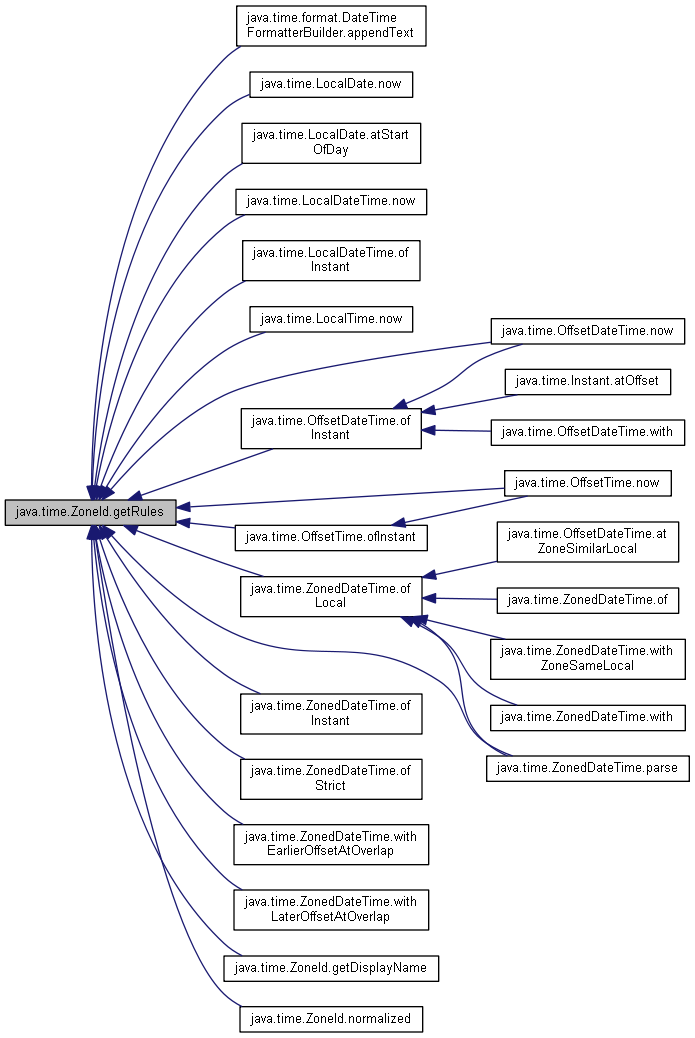 java.time.format.DateTime
FormatterBuilder.appendText
java.time.LocalDate.now
java.time.LocalDate.atStart
OfDay
java.time.LocalDateTime.now
java.time.LocalDateTime.of
Instant
java.time.LocalTime.now
java.time.OffsetDateTime.now
java.time.Instant.atOffset
java.time.OffsetDateTime.of
Instant
java.time.OffsetDateTime.with
java.time.OffsetTime.now
java.time.ZoneId.getRules
java.time.OffsetTime.ofInstant
java.time.OffsetDateTime.at
ZoneSimilarLocal
java.time.ZonedDateTime.of
Local
java.time.ZonedDateTime.of
java.time.ZonedDateTime.with
ZoneSameLocal
java.time.ZonedDateTime.of
Instant
java.time.ZonedDateTime.with
java.time.ZonedDateTime.parse
java.time.ZonedDateTime.of
Strict
java.time.ZonedDateTime.with
EarlierOffsetAtOverlap
java.time.ZonedDateTime.with
LaterOffsetAtOverlap
java.time.ZoneId.getDisplayName
java.time.ZoneId.normalized